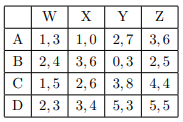 W X Y Z
A 1, 3 1, 0 2, 7 3, 6
B 2, 4 3, 6 0, 3 2, 5
C 1, 5 2, 6 3, 8 4, 4
D 2, 3 3, 4 5, 3 5, 5